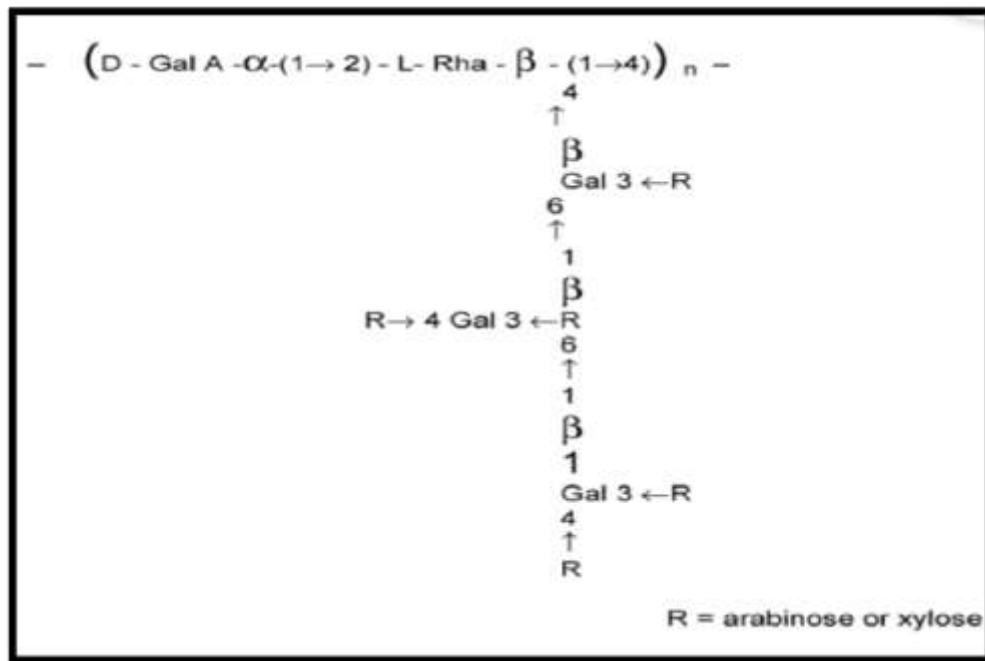 – (D - Gal A -α-(1→ 2) - L- Rha - β - (1→4)) n –
4
↑
β
Gal 3 ←R
6
↑
1
β
R→ 4 Gal 3 ←R
6
↑
1
β
1
Gal 3 ←R
4
↑
R
R = arabinose or xylose